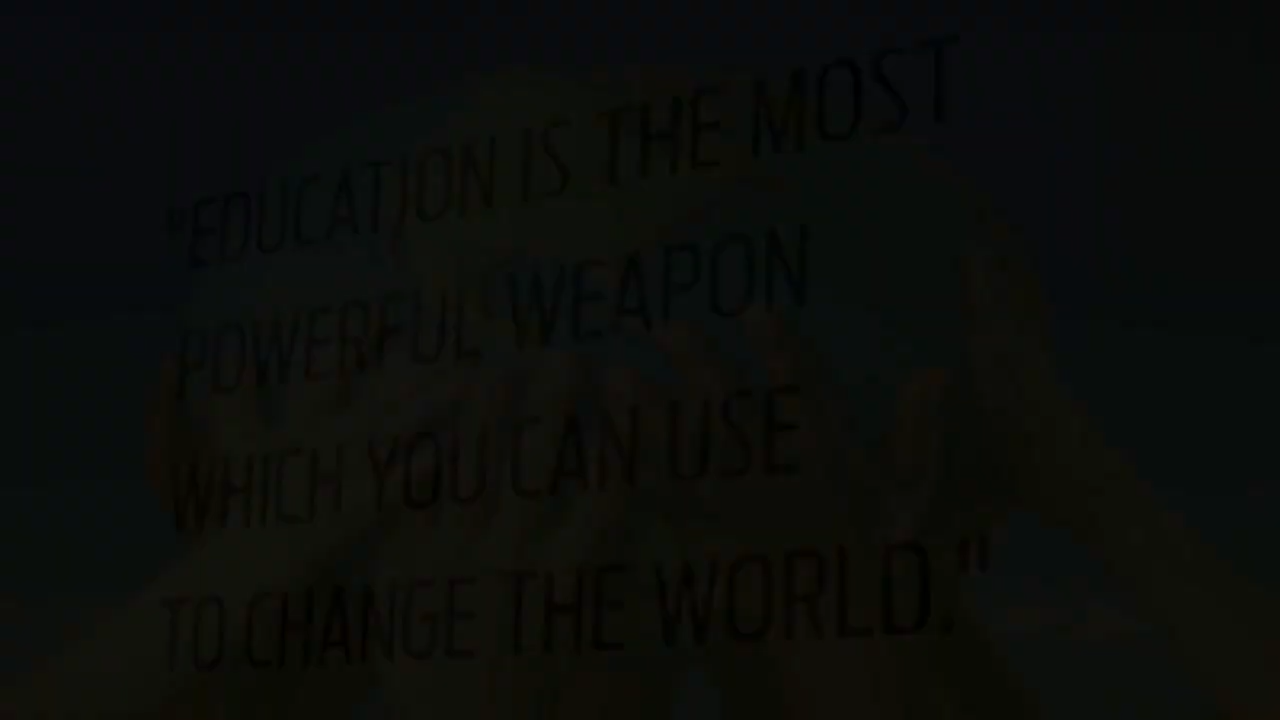 "EDUCATION IS THE MOST
POWERFUL WEAPON
WHICH YOU CAN USE
TO CHANGE THE WORLD."